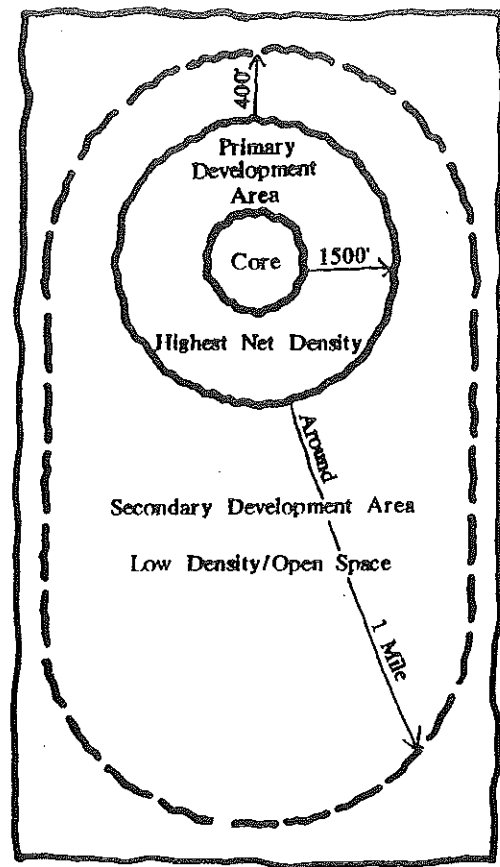 400'
Primary
Development
Area
Core
1500'
Highest Net Density
Around
Secondary Development Area
Low Density/Open Space
1 Mile